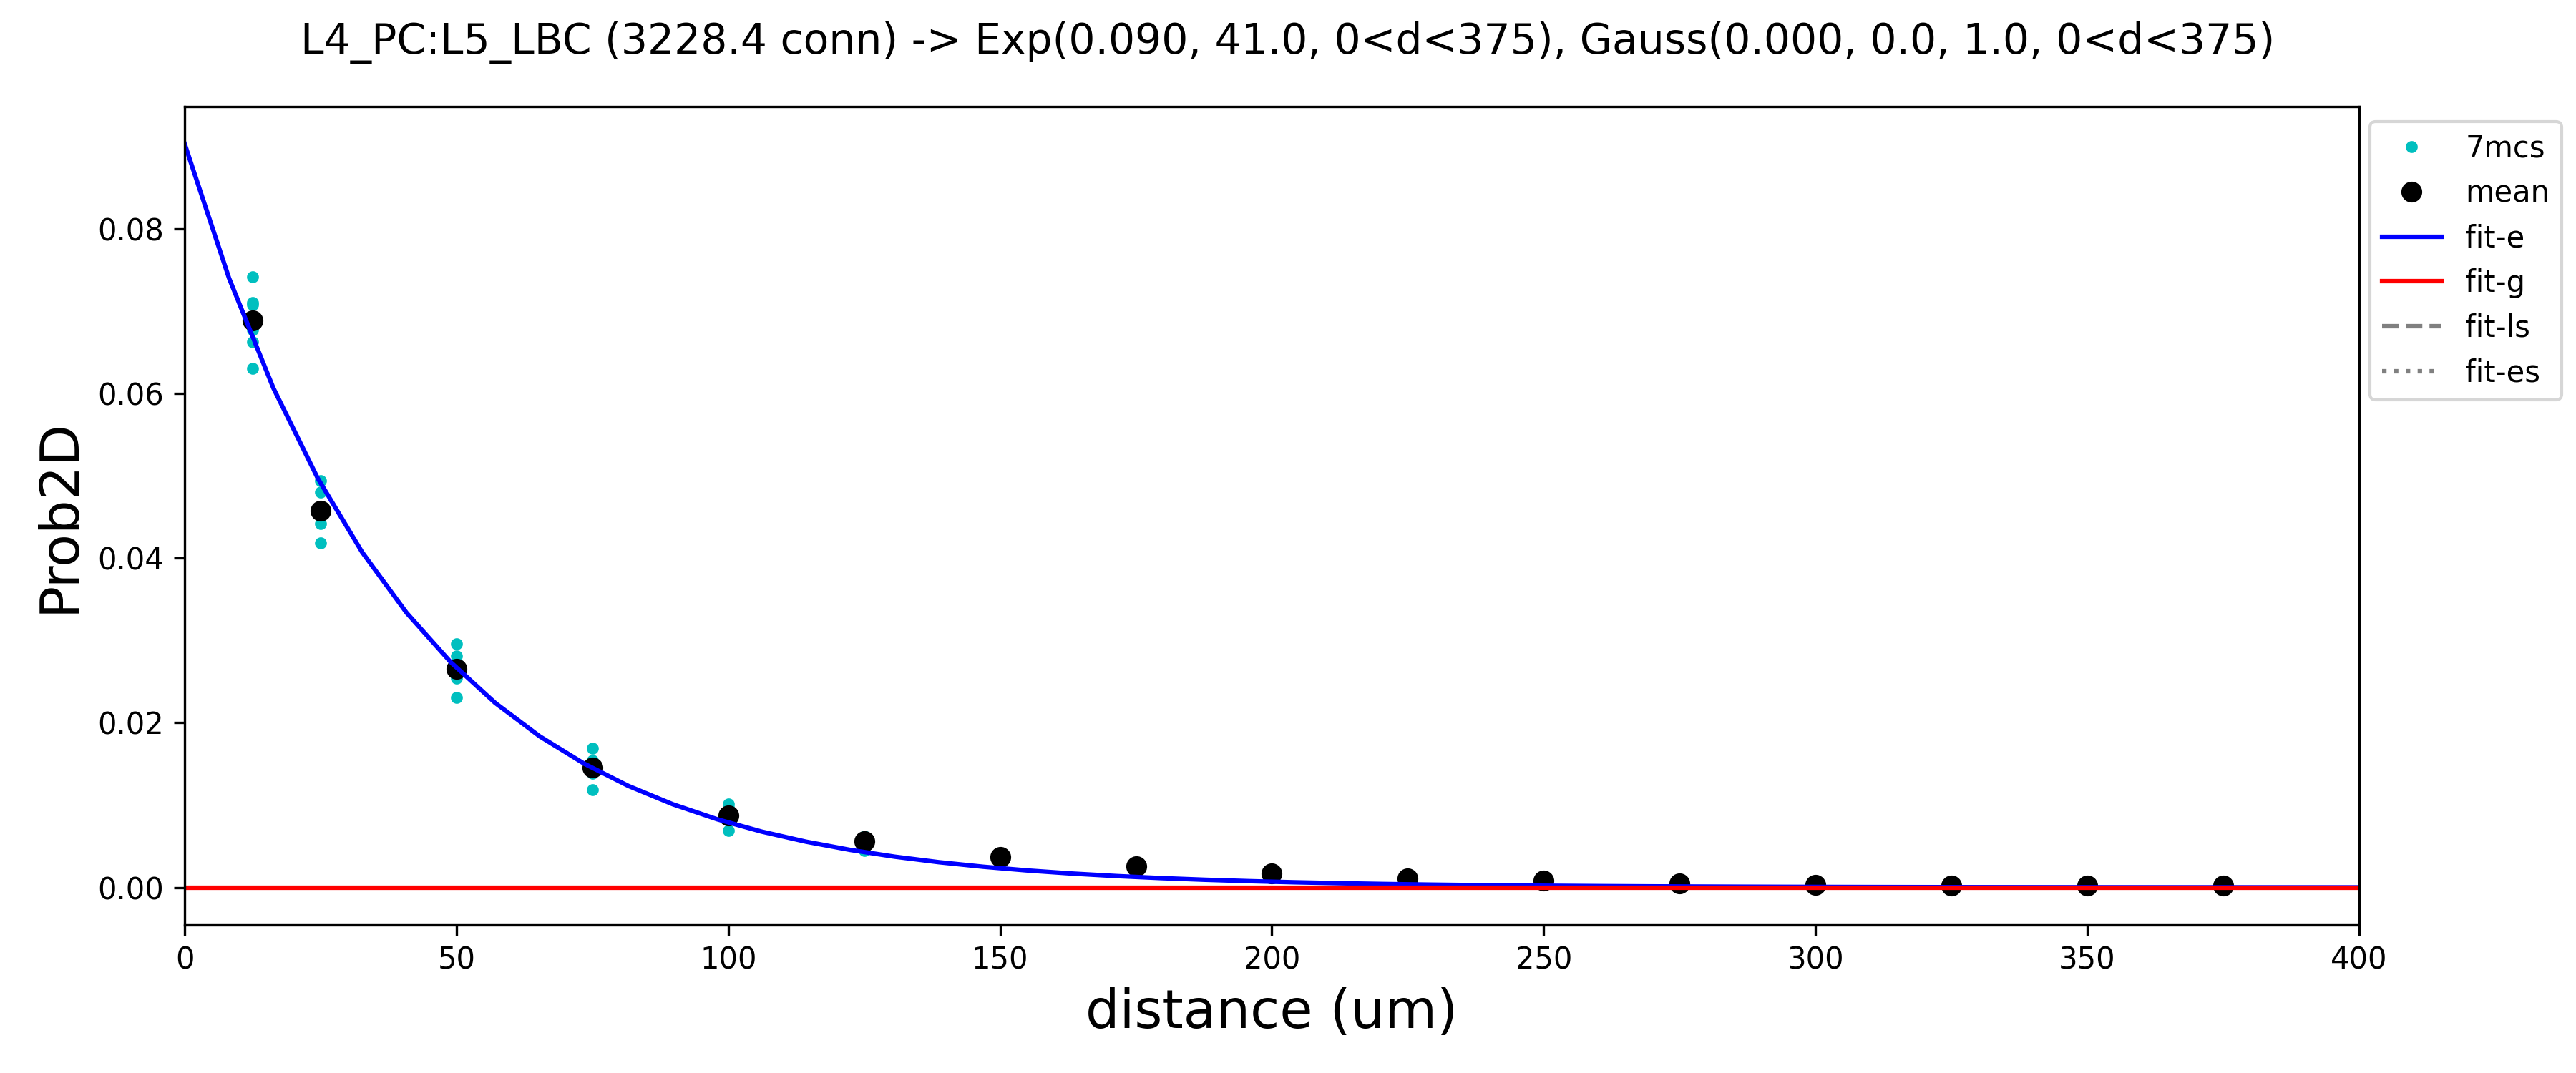 L4_PC:L5_LBC (3228.4 conn) -> Exp(0.090, 41.0, 0<d<375), Gauss(0.000, 0.0, 1.0, 0<d<375)
7mcs
mean
fit-e
fit-g
fit-ls
fit-es
Prob2D
0.08
0.06
0.04
0.02
0.00
0 50 100 150 200 250 300 350 400
distance (um)